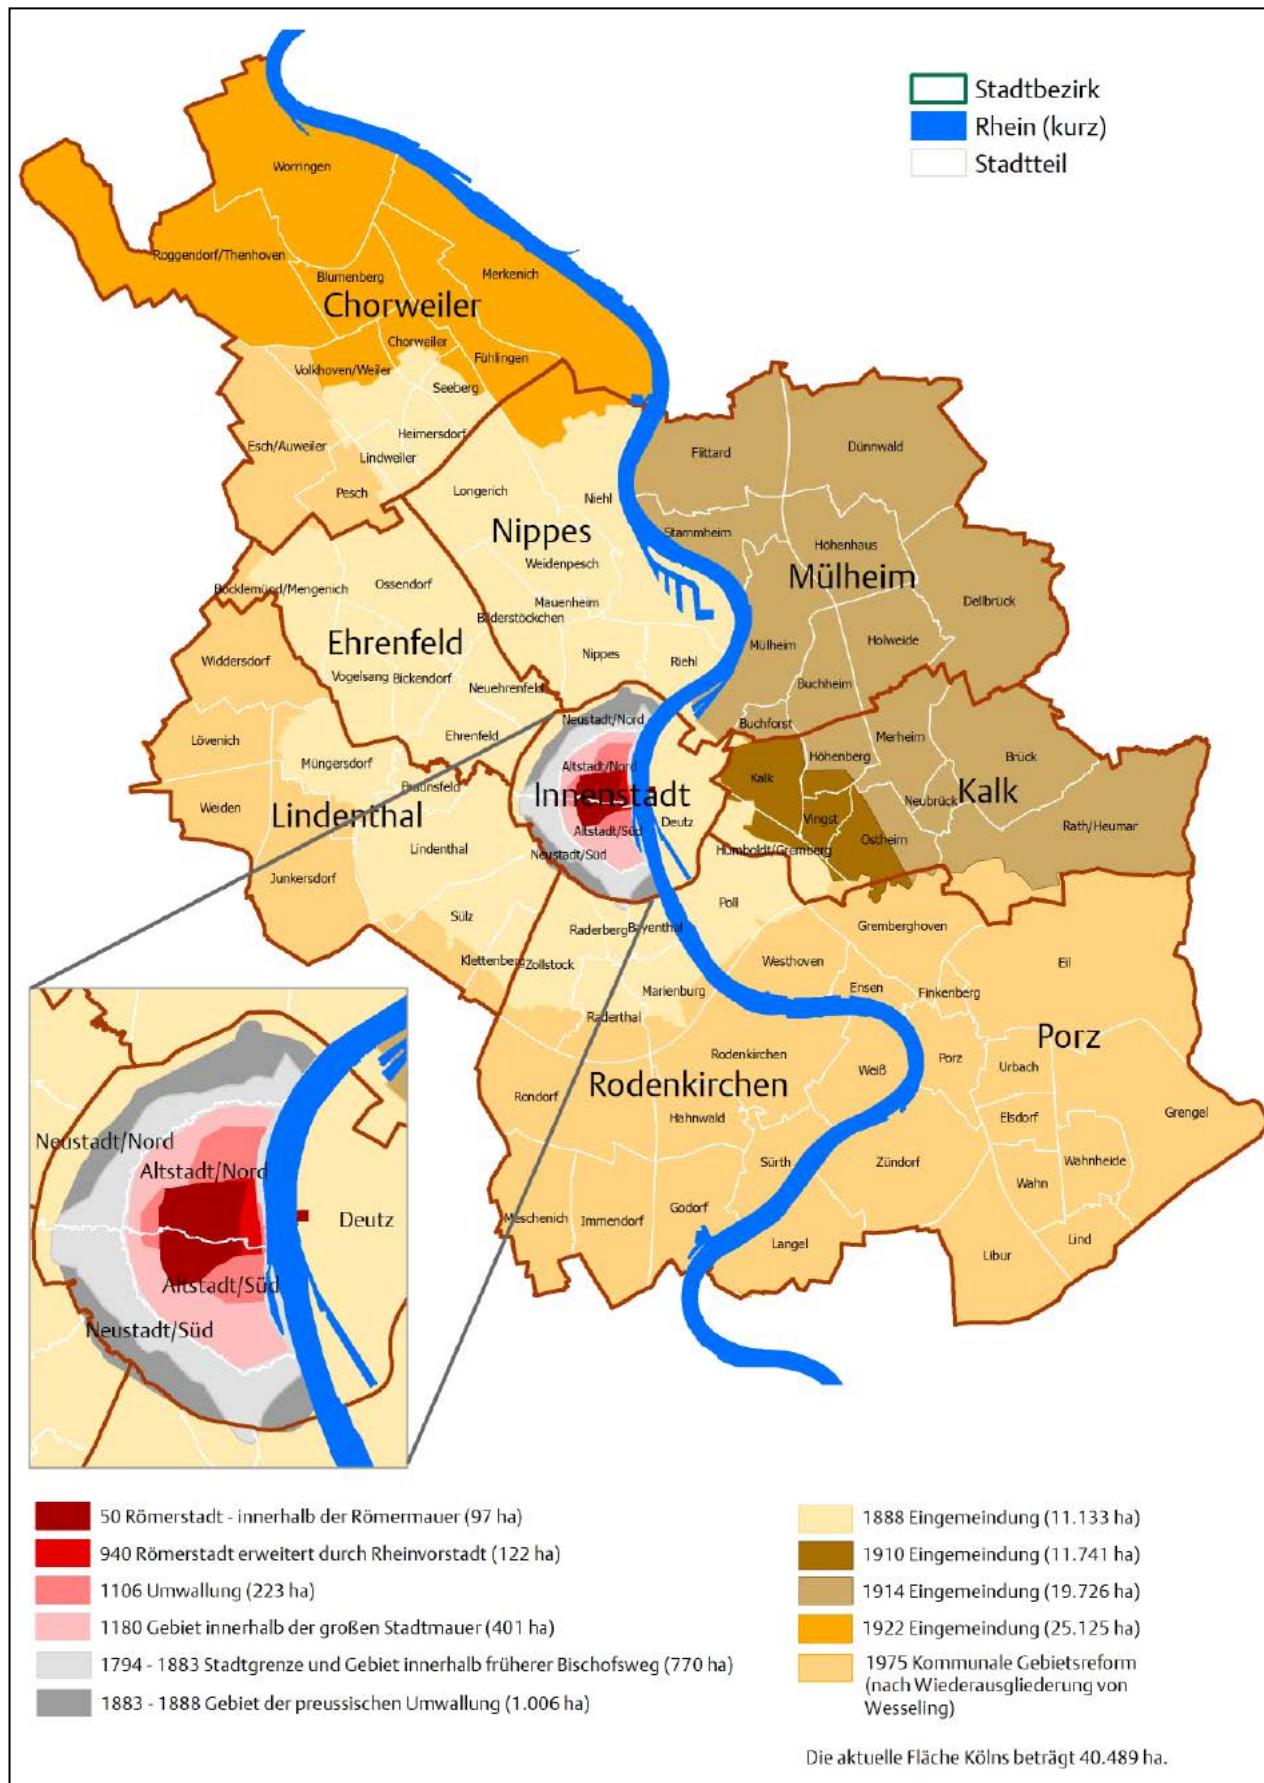 Stadtbezirk
Rhein (kurz)
Stadtteil
Worringen
Roggendorf/Thenhoven
Blumenberg
Merkenich
Chorweiler
Chorweiler
Volkhoven/Weiler
Fühlingen
Seeberg
Heimersdorf
Esch/Auweiler
Lindweiler
Pesch
Longerich
Niehl
Flittard
Dünnwald
Nippes
Stammheim
Höhenhaus
Weidenpesch
Mülheim
Bocklemünd/Mengenich
Ossendorf
Mauenheim
Dellbrück
Bilderstöckchen
Ehrenfeld
Mülheim
Holweide
Widdersdorf
Nippes
Riehl
Vogelsang
Bickendorf
Neuehrenfeld
Buchheim
Neustadt/Nord
Buchforst
Lövenich
Ehrenfeld
Merheim
Müngersdorf
Höhenberg
Brück
Altstadt/Nord
Kalk
Braunsfeld
Innenstadt
Kalk
Weiden
Lindenthal
Neubrück
Deutz
Vingst
Altstadt/Süd
Rath/Heumar
Ostheim
Lindenthal
Neustadt/Süd
Humboldt/Gremberg
Junkersdorf
Poll
Sülz
Raderberg
Bayenthal
Gremberghoven
Klettenberg
Zollstock
Westhoven
Eil
Marienburg
Ensen
Finkenberg
Raderthal
Porz
Rodenkirchen
Porz
Weiß
Urbach
Rodenkirchen
Rondorf
Hahnwald
Elsdorf
Grengel
Sürth
Zündorf
Wahnheide
Wahn
Godorf
Meschenich
Immendorf
Langel
Lind
Libur
Neustadt/Nord
Altstadt/Nord
Deutz
Altstadt/Süd
Neustadt/Süd
50 Römerstadt - innerhalb der Römermauer (97 ha)
940 Römerstadt erweitert durch Rheinvorstadt (122 ha)
1106 Umwallung (223 ha)
1180 Gebiet innerhalb der großen Stadtmauer (401 ha)
1794 - 1883 Stadtgrenze und Gebiet innerhalb früherer Bischofsweg (770 ha)
1883 - 1888 Gebiet der preussischen Umwallung (1.006 ha)
1888 Eingemeindung (11.133 ha)
1910 Eingemeindung (11.741 ha)
1914 Eingemeindung (19.726 ha)
1922 Eingemeindung (25.125 ha)
1975 Kommunale Gebietsreform
(nach Wiederausgliederung von
Wesseling)
Die aktuelle Fläche Kölns beträgt 40.489 ha.